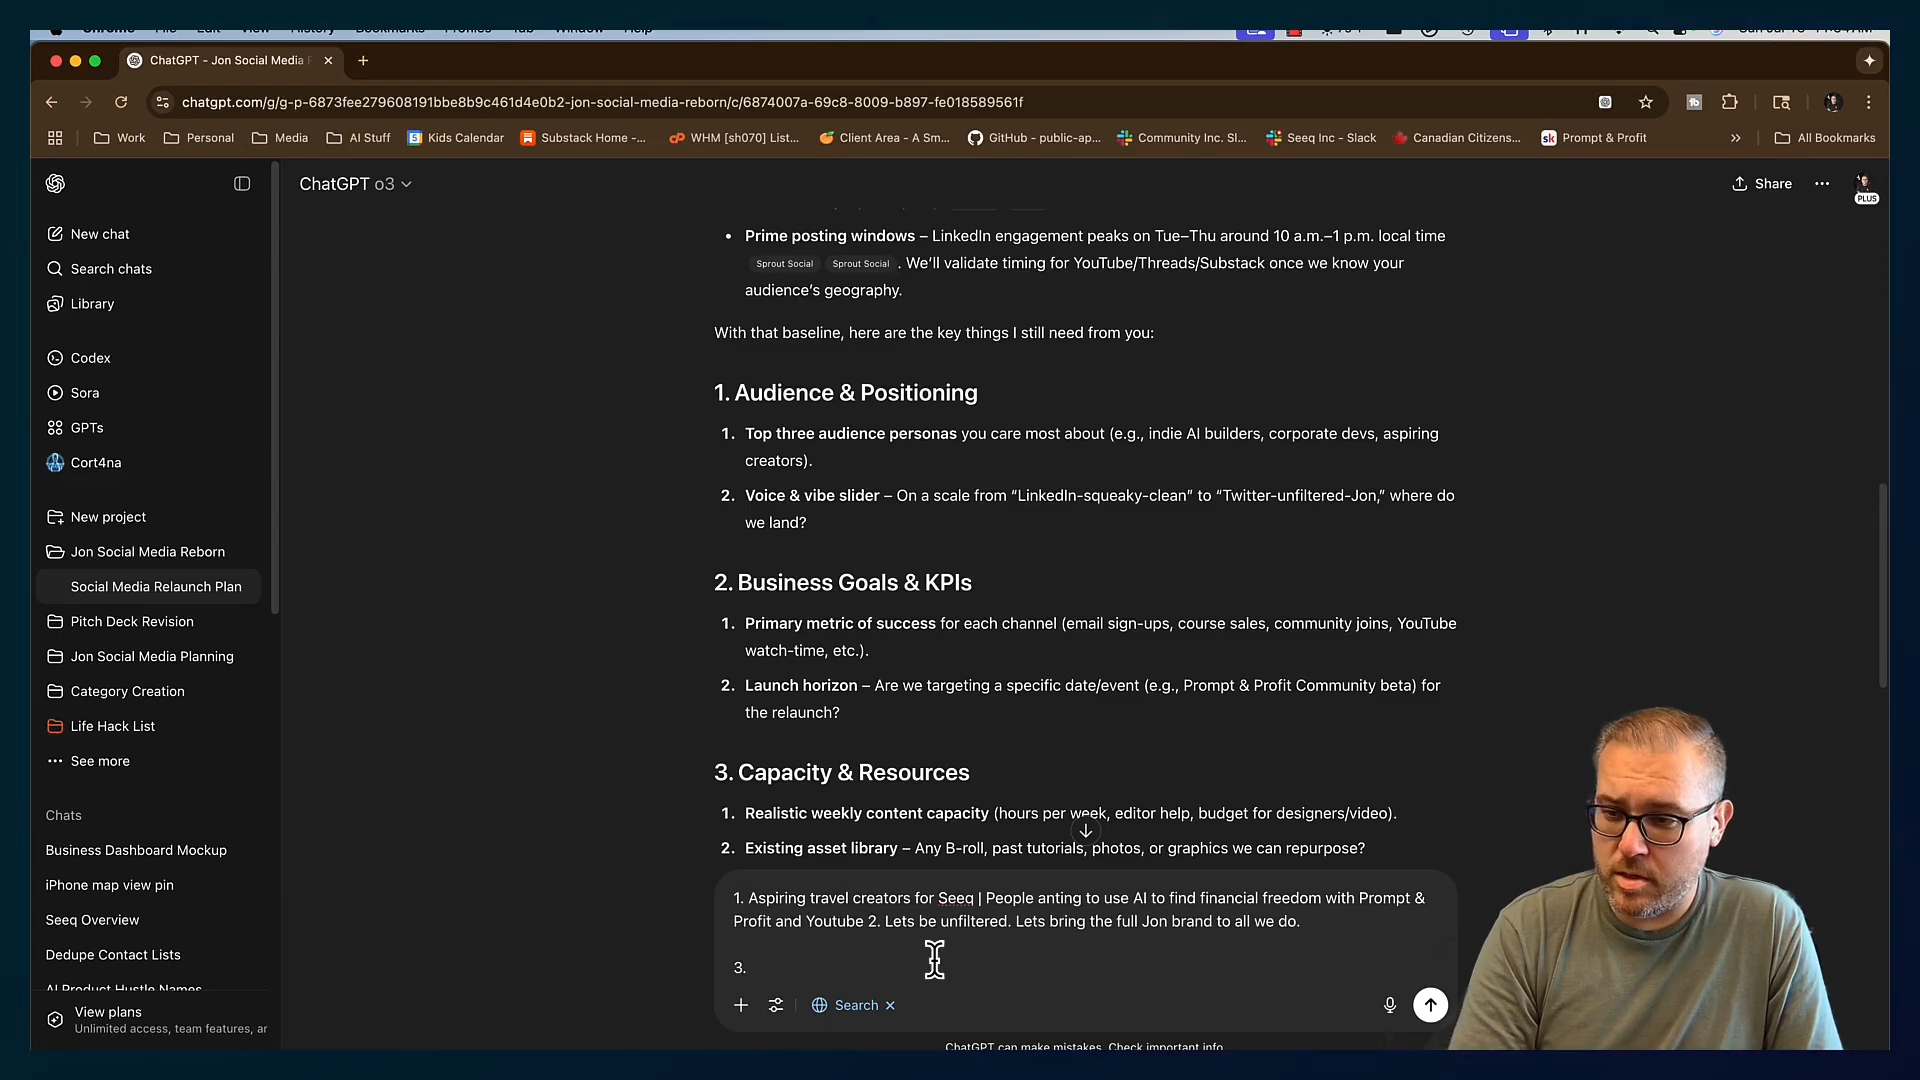 Chrome File Edit View History Bookmarks Profiles Tab Window Help
ChatGPT - Jon Social Media
chatgpt.com/g/g-p-6873fee279608191bbe8b9c461d4e0b2-jon-social-media-reborn/c/6874007a-69c8-8009-b897-fe018589561f
Work Personal Media AI Stuff Kids Calendar Substack Home -... WHM [sh070] List... Client Area - A Sm... GitHub - public-ap... Community Inc. Sl... Seeq Inc - Slack Canadian Citizens... Prompt & Profit » All Bookmarks
ChatGPT o3
Share
PLUS
New chat
Search chats
Library
Codex
Sora
GPTs
Cort4na
New project
Jon Social Media Reborn
Social Media Relaunch Plan
Pitch Deck Revision
Jon Social Media Planning
Category Creation
Life Hack List
See more
Chats
Business Dashboard Mockup
iPhone map view pin
Seeq Overview
Dedupe Contact Lists
AI Product Hustle Names
View plans
Unlimited access, team features, ar
• Prime posting windows – LinkedIn engagement peaks on Tue–Thu around 10 a.m.–1 p.m. local time
Sprout Social Sprout Social . We’ll validate timing for YouTube/Threads/Substack once we know your
audience’s geography.
With that baseline, here are the key things I still need from you:
1. Audience & Positioning
1. Top three audience personas you care most about (e.g., indie AI builders, corporate devs, aspiring
creators).
2. Voice & vibe slider – On a scale from “LinkedIn-squeaky-clean” to “Twitter-unfiltered-Jon,” where do
we land?
2. Business Goals & KPIs
1. Primary metric of success for each channel (email sign-ups, course sales, community joins, YouTube
watch-time, etc.).
2. Launch horizon – Are we targeting a specific date/event (e.g., Prompt & Profit Community beta) for
the relaunch?
3. Capacity & Resources
1. Realistic weekly content capacity (hours per week, editor help, budget for designers/video).
2. Existing asset library – Any B-roll, past tutorials, photos, or graphics we can repurpose?
1. Aspiring travel creators for Seeq | People anting to use AI to find financial freedom with Prompt &
Profit and Youtube 2. Lets be unfiltered. Lets bring the full Jon brand to all we do.
3.
Search
ChatGPT can make mistakes. Check important info.